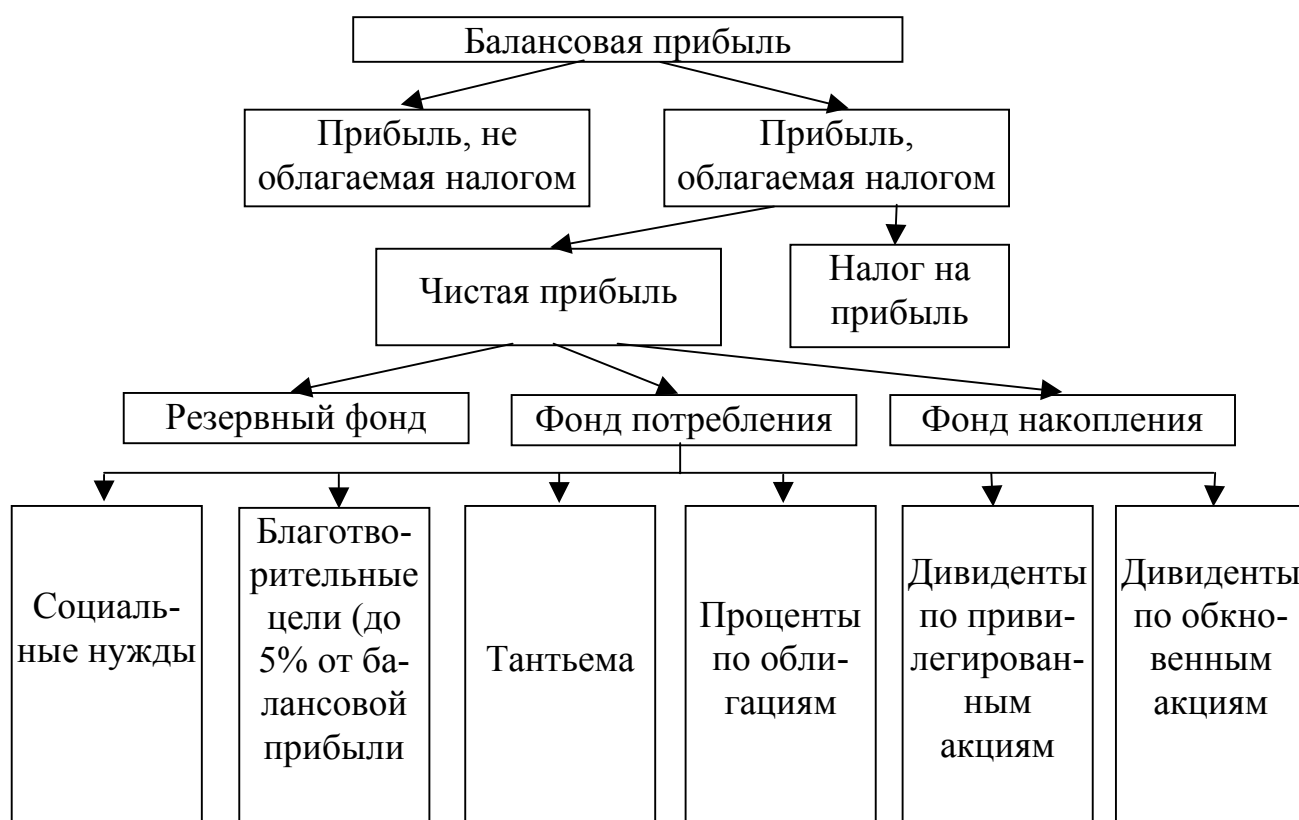 Балансовая прибыль
Прибыль, не
облагаемая налогом
Прибыль,
облагаемая налогом
Чистая прибыль
Налог на
прибыль
Резервный фонд
Фонд потребления
Фонд накопления
Социаль-
ные нужды
Благотво-
рительные
цели (до
5% от ба-
лансовой
прибыли
Тантьема
Проценты
по обли-
гациям
Дивиденты
по приви-
легирован-
ным
акциям
Дивиденты
по обкно-
венным
акциям